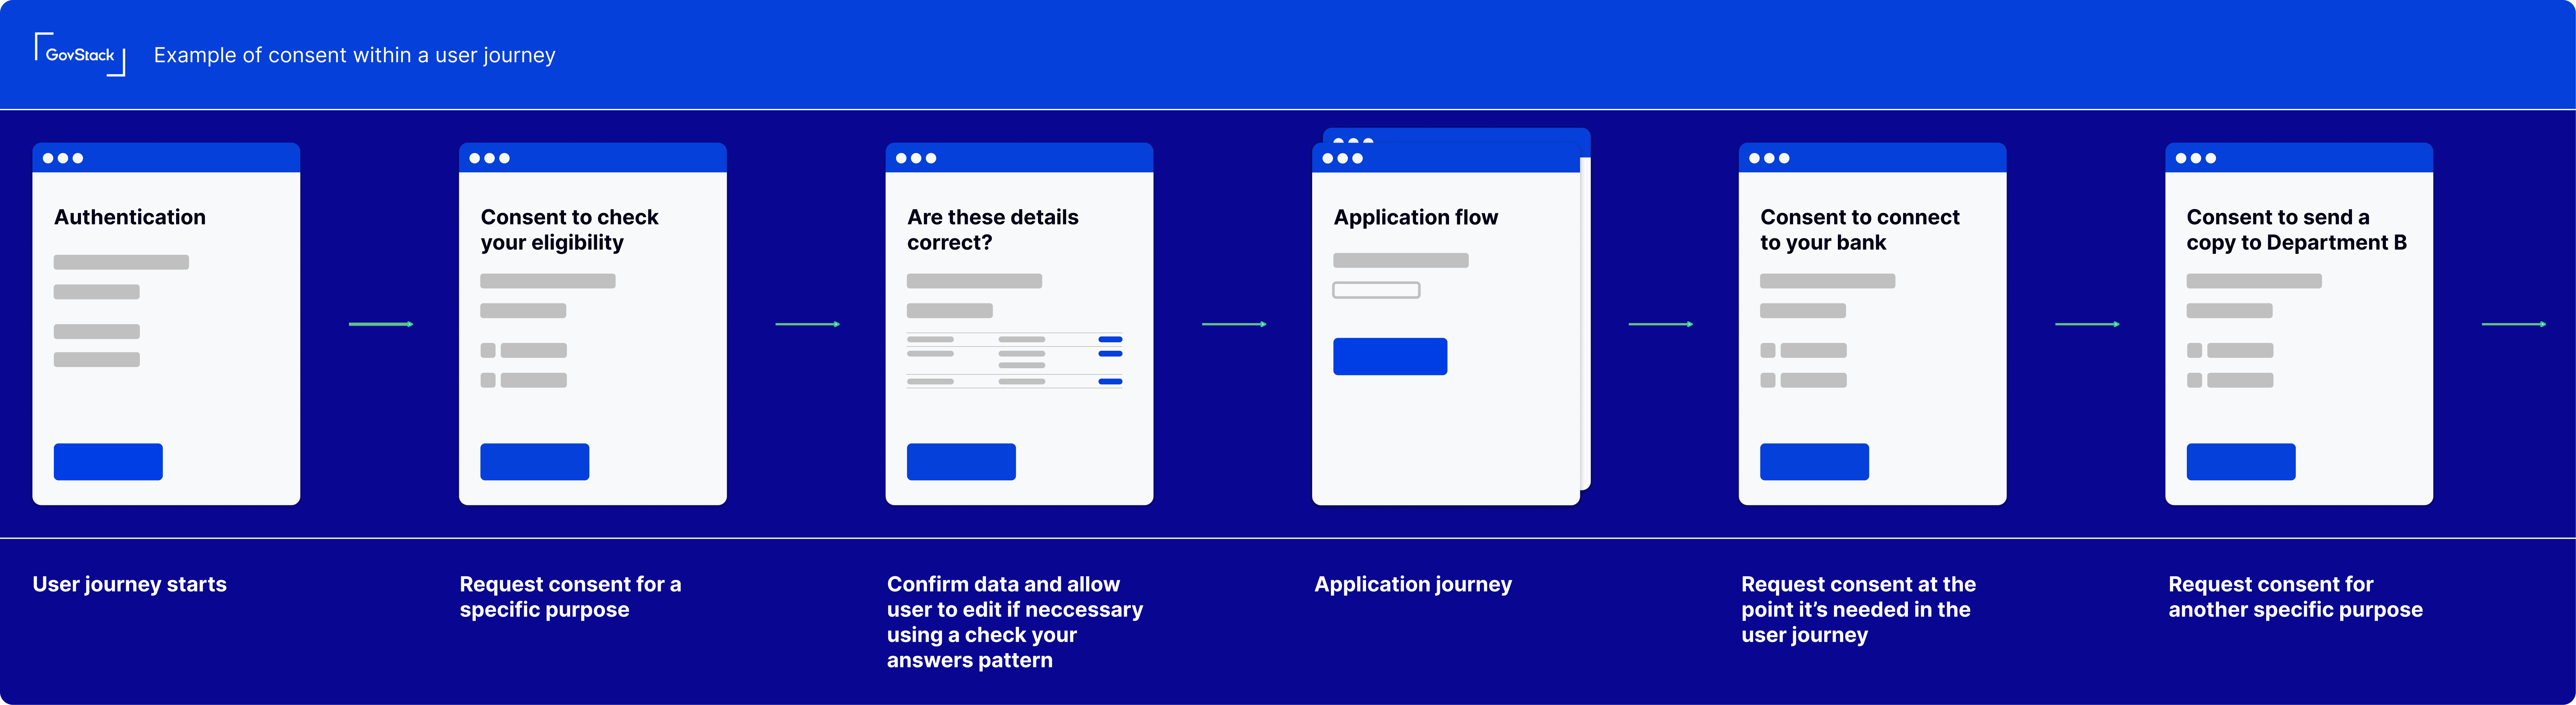 GovStack
Example of consent within a user journey
Authentication
Consent to check
your eligibility
Are these details
correct?
Application flow
Consent to connect
to your bank
Consent to send a
copy to Department B
User journey starts
Request consent for a
specific purpose
Confirm data and allow
user to edit if neccessary
using a check your
answers pattern
Application journey
Request consent at the
point it’s needed in the
user journey
Request consent for
another specific purpose